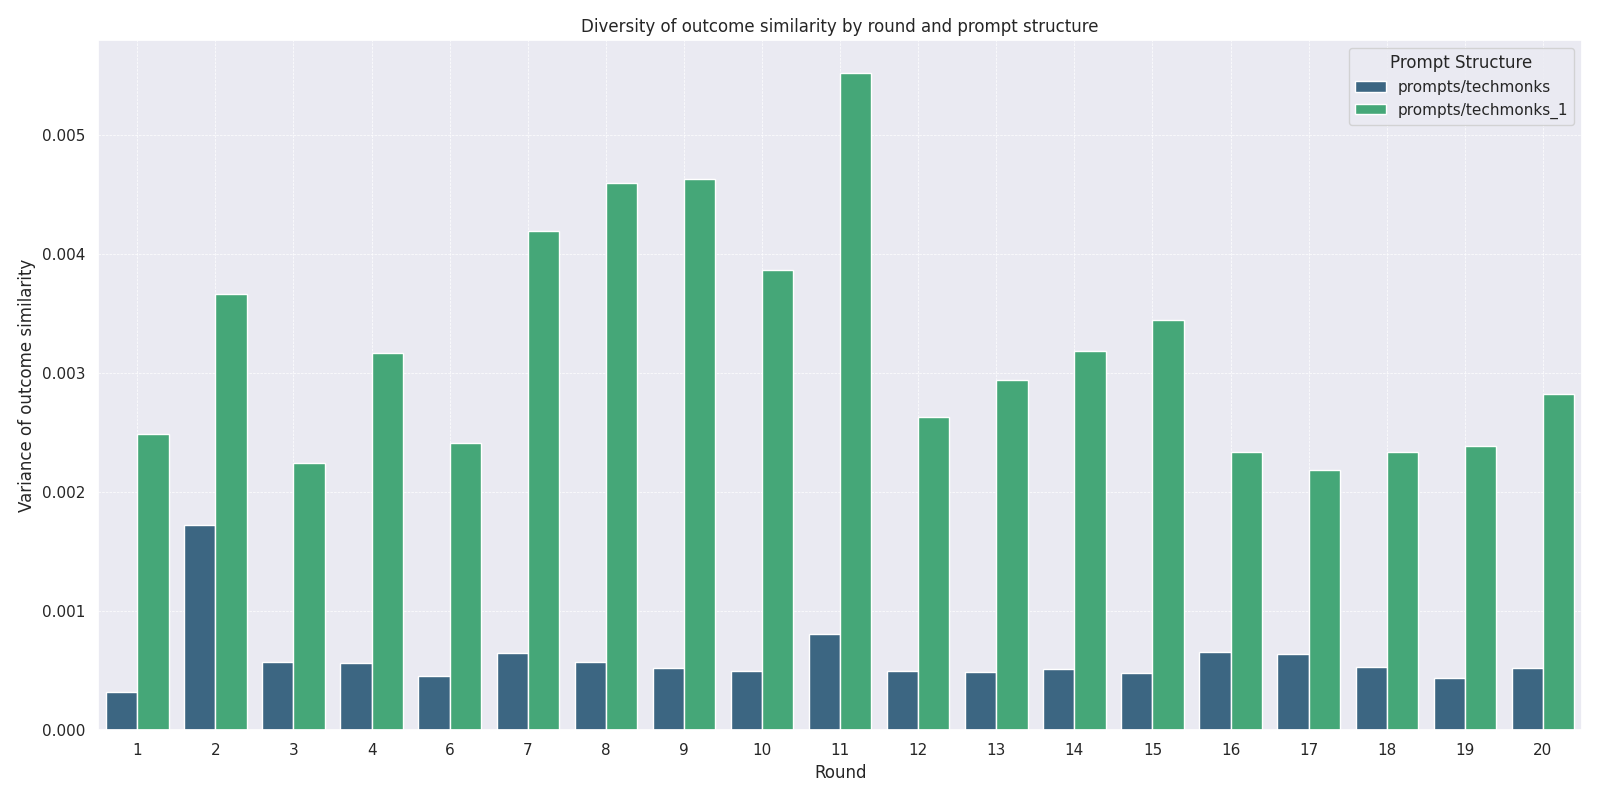 Diversity of outcome similarity by round and prompt structure
Prompt Structure
prompts/techmonks
prompts/techmonks_1
Variance of outcome similarity
0.005
0.004
0.003
0.002
0.001
0.000
1 2 3 4 6 7 8 9 10 11 12 13 14 15 16 17 18 19 20
Round